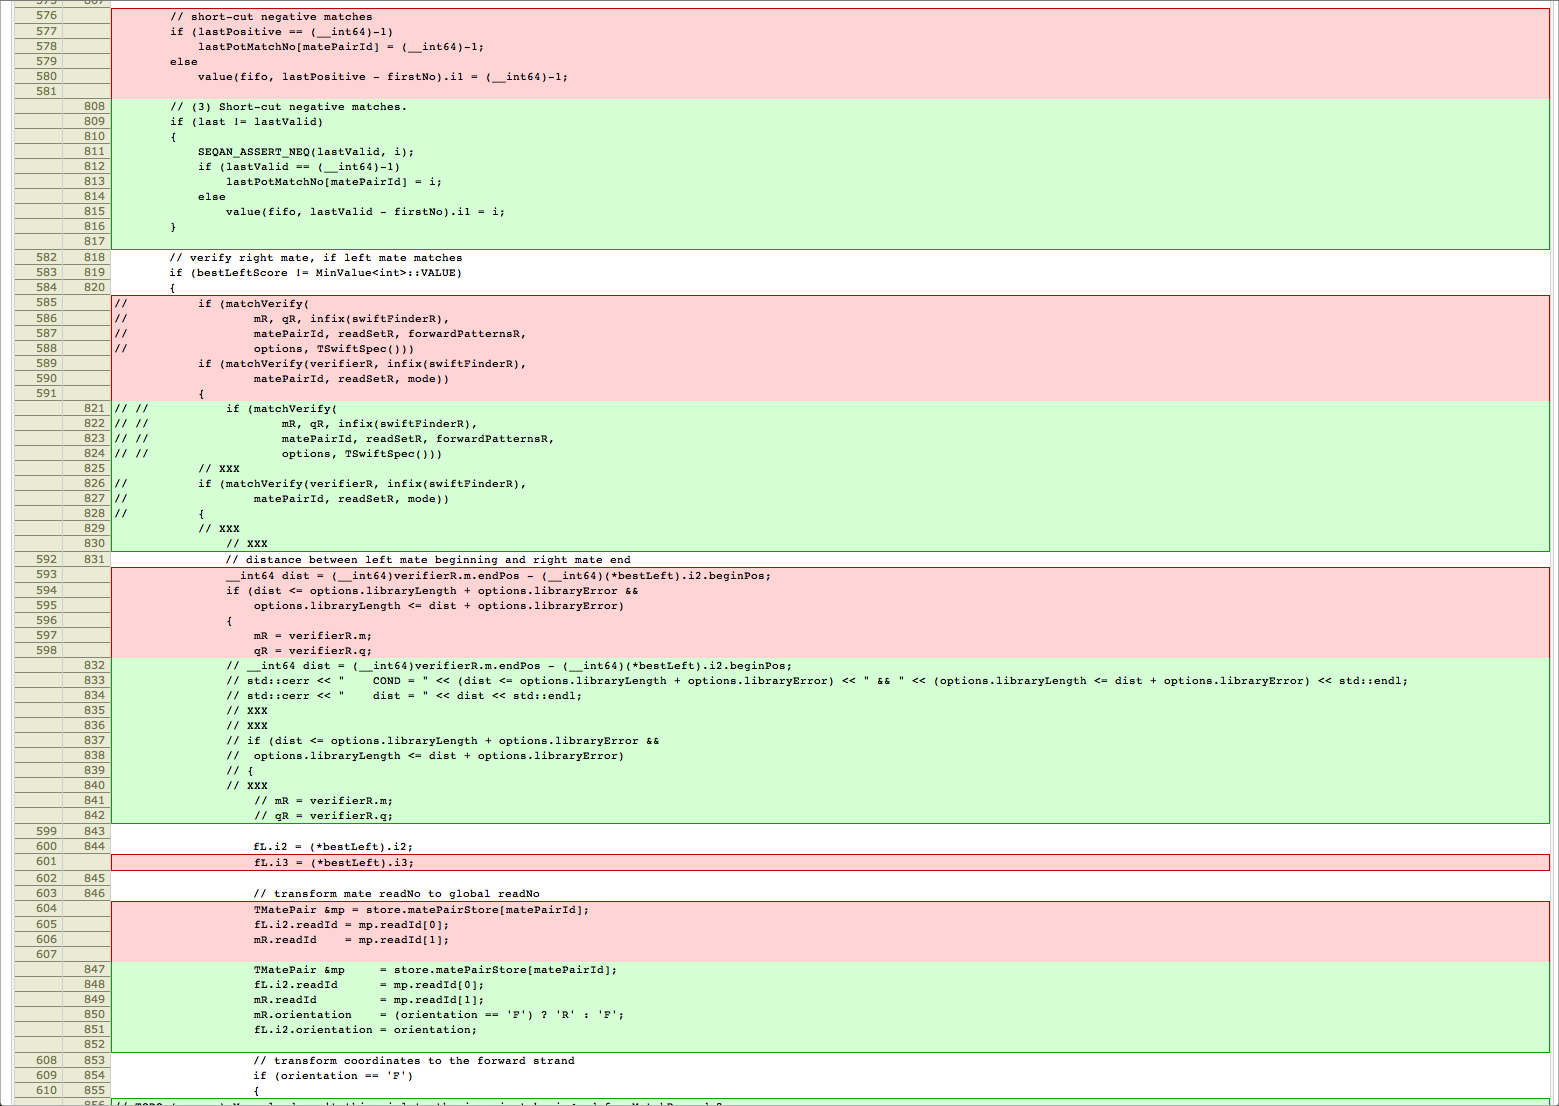 576 // short-cut negative matches
577 if (lastPositive == (__int64)-1)
578 lastPotMatchNo[matePairId] = (__int64)-1;
579 else
580 value(fifo, lastPositive - firstNo).i1 = (__int64)-1;
581
808 // (3) Short-cut negative matches.
809 if (last != lastValid)
810 {
811 SEQAN_ASSERT_NEQ(lastValid, i);
812 if (lastValid == (__int64)-1)
813 lastPotMatchNo[matePairId] = i;
814 else
815 value(fifo, lastValid - firstNo).i1 = i;
816 }
817
582 818 // verify right mate, if left mate matches
583 819 if (bestLeftScore != MinValue<int>::VALUE)
584 820 {
585 // if (matchVerify(
586 // mR, qR, infix(swiftFinderR),
587 // matePairId, readSetR, forwardPatternsR,
588 // options, TSwiftSpec()))
589 if (matchVerify(verifierR, infix(swiftFinderR),
590 matePairId, readSetR, mode))
591 {
821 // // if (matchVerify(
822 // // mR, qR, infix(swiftFinderR),
823 // // matePairId, readSetR, forwardPatternsR,
824 // // options, TSwiftSpec()))
825 // XXX
826 // if (matchVerify(verifierR, infix(swiftFinderR),
827 // matePairId, readSetR, mode))
828 // {
829 // XXX
830 // XXX
592 831 // distance between left mate beginning and right mate end
593 __int64 dist = (__int64)verifierR.m.endPos - (__int64)(*bestLeft).i2.beginPos;
594 if (dist <= options.libraryLength + options.libraryError &&
595 options.libraryLength <= dist + options.libraryError)
596 {
597 mR = verifierR.m;
598 qR = verifierR.q;
832 // __int64 dist = (__int64)verifierR.m.endPos - (__int64)(*bestLeft).i2.beginPos;
833 // std::cerr << "    COND = " << (dist <= options.libraryLength + options.libraryError) << " && " << (options.libraryLength <= dist + options.libraryError) << std::endl;
834 // std::cerr << "    dist = " << dist << std::endl;
835 // XXX
836 // XXX
837 // if (dist <= options.libraryLength + options.libraryError &&
838 //  options.libraryLength <= dist + options.libraryError)
839 // {
840 // XXX
841 // mR = verifierR.m;
842 // qR = verifierR.q;
599 843
600 844 fL.i2 = (*bestLeft).i2;
601 fL.i3 = (*bestLeft).i3;
602 845
603 846 // transform mate readNo to global readNo
604 TMatePair &mp = store.matePairStore[matePairId];
605 fL.i2.readId = mp.readId[0];
606 mR.readId    = mp.readId[1];
607
847 TMatePair &mp     = store.matePairStore[matePairId];
848 fL.i2.readId      = mp.readId[0];
849 mR.readId         = mp.readId[1];
850 mR.orientation    = (orientation == 'F') ? 'R' : 'F';
851 fL.i2.orientation = orientation;
852
608 853 // transform coordinates to the forward strand
609 854 if (orientation == 'F')
610 855 {